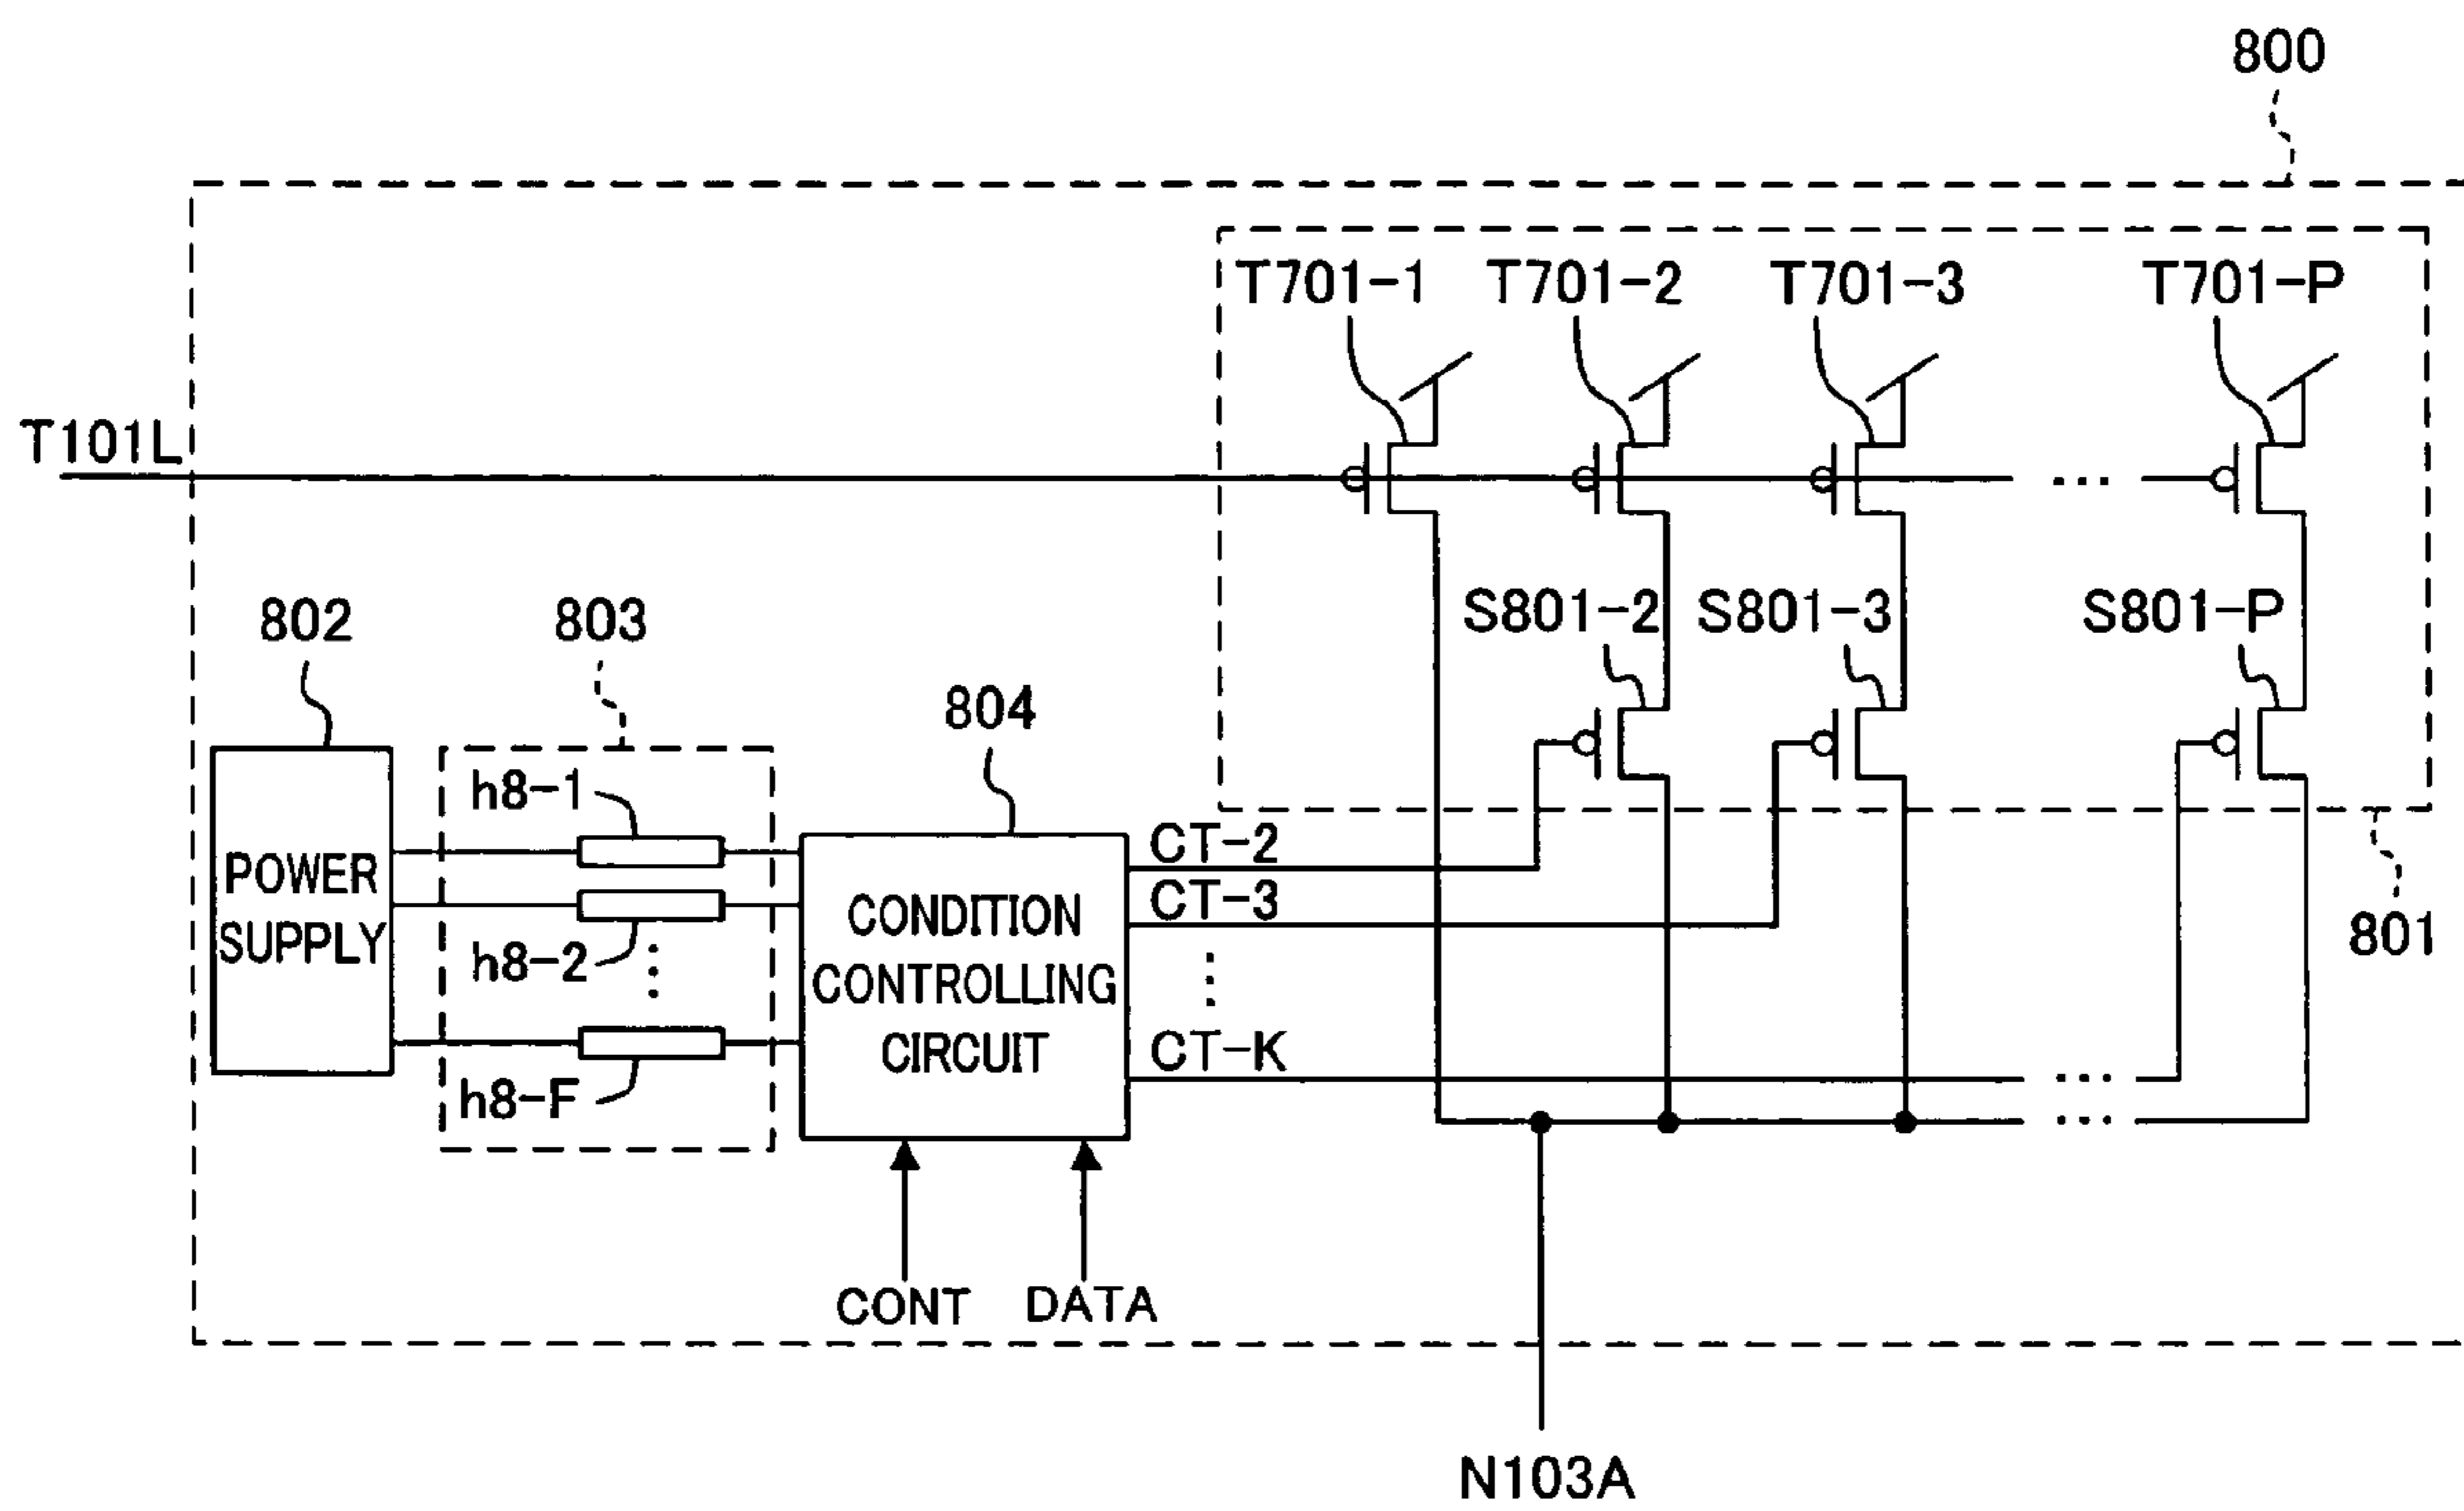 800
T701-1 T701-2 T701-3 T701-P
T101L
S801-2 S801-3 S801-P
802 803 804
h8-1
h8-2
h8-F
POWER
SUPPLY
CONDITION
CONTROLLING
CIRCUIT
CT-2
CT-3
CT-K
801
CONT DATA
N103A